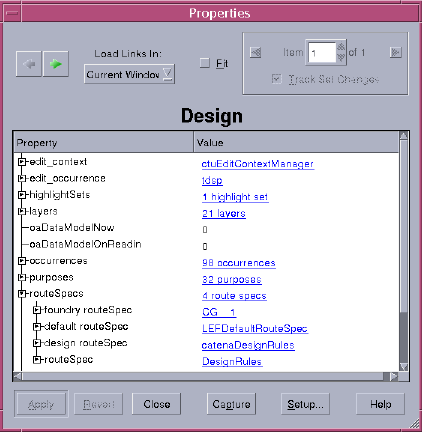 Properties
Load Links In:
Current Window
Fit
Item 1 of 1
Track Sel Changes
Design
Property Value
edit_context ctuEditContextManager
edit_occurrence tdsp
highlightSets 1 highlight set
layers 21 layers
oaDataModelNow 0
oaDataModelOnReadin 0
occurrences 98 occurrences
purposes 32 purposes
routeSpecs 4 route specs
foundry routeSpec CG__1
default routeSpec LEFDefaultRouteSpec
design routeSpec catenaDesignRules
routeSpec DesignRules
Apply Revert Close Capture Setup... Help